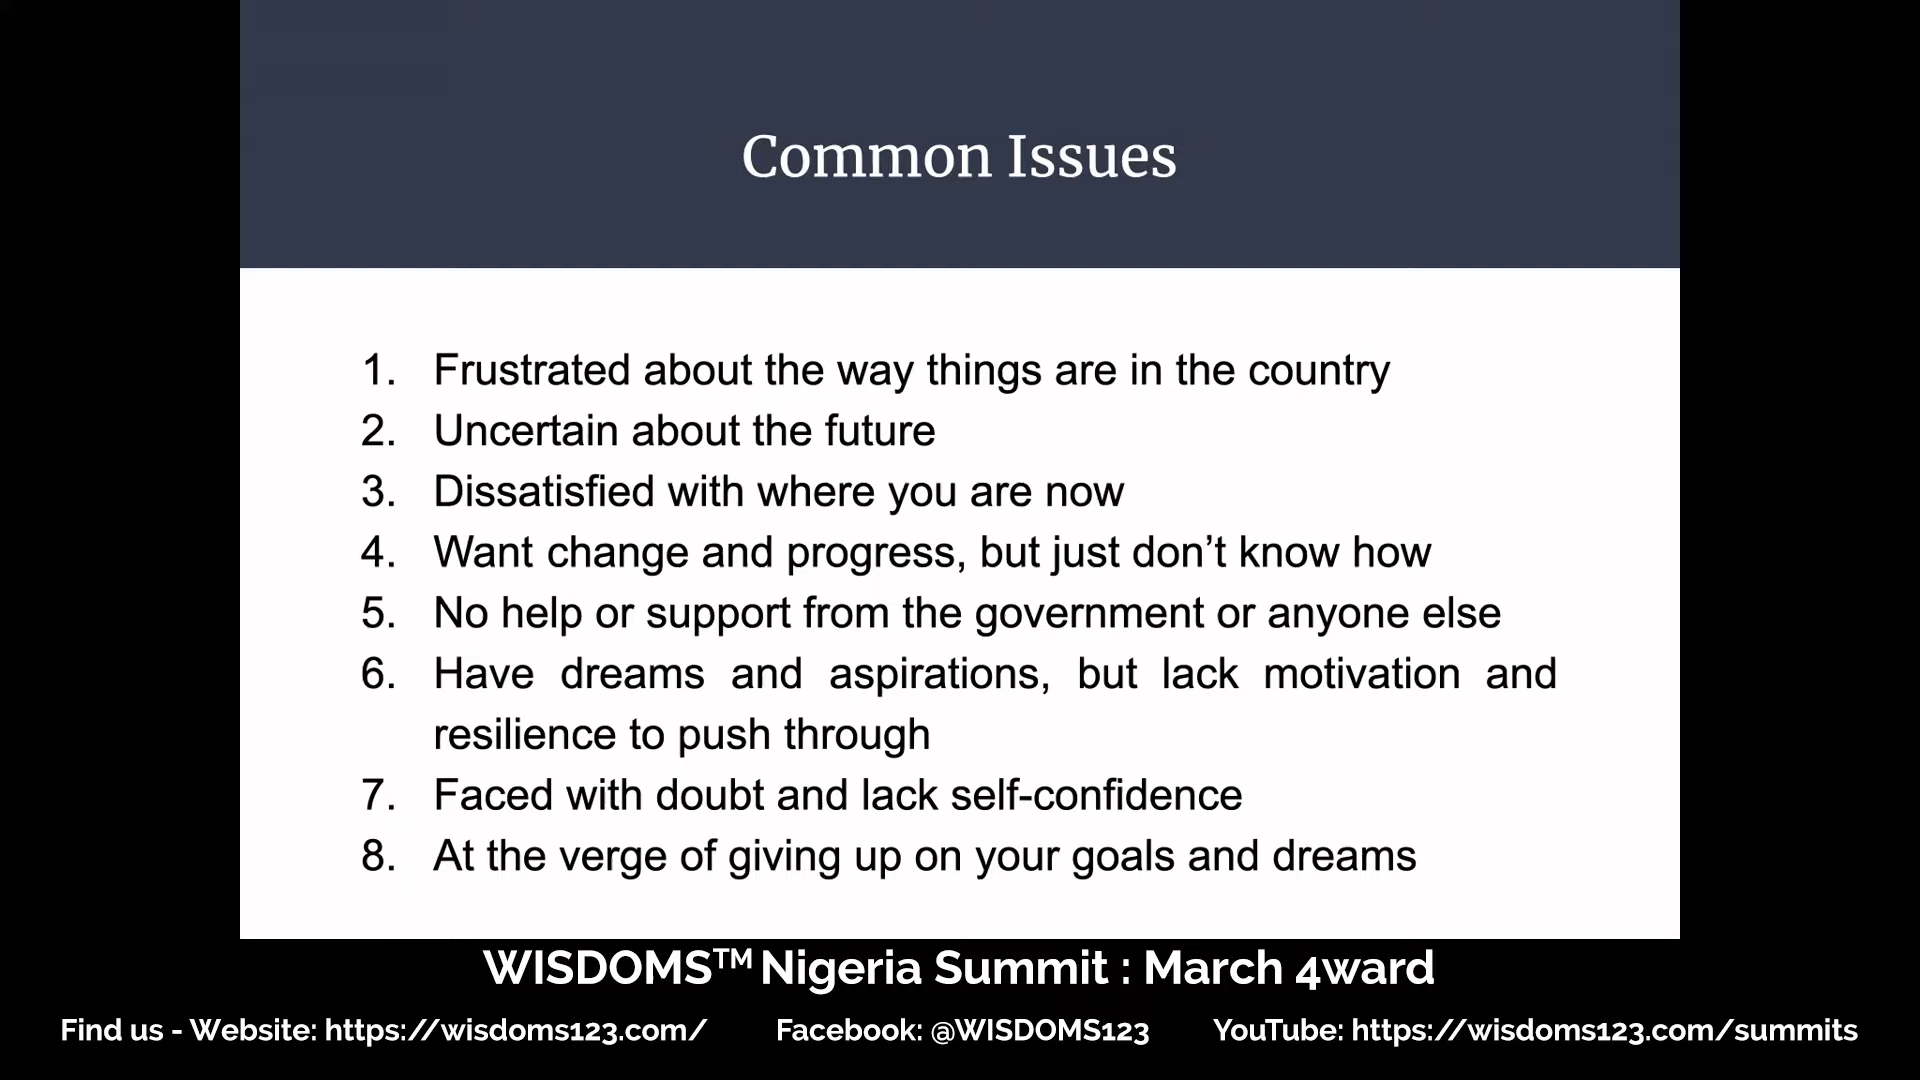 Common Issues
1. Frustrated about the way things are in the country
2. Uncertain about the future
3. Dissatisfied with where you are now
4. Want change and progress, but just don’t know how
5. No help or support from the government or anyone else
6. Have dreams and aspirations, but lack motivation and
resilience to push through
7. Faced with doubt and lack self-confidence
8. At the verge of giving up on your goals and dreams
WISDOMS™ Nigeria Summit : March 4ward
Find us - Website: https://wisdoms123.com/ Facebook: @WISDOMS123 YouTube: https://wisdoms123.com/summits